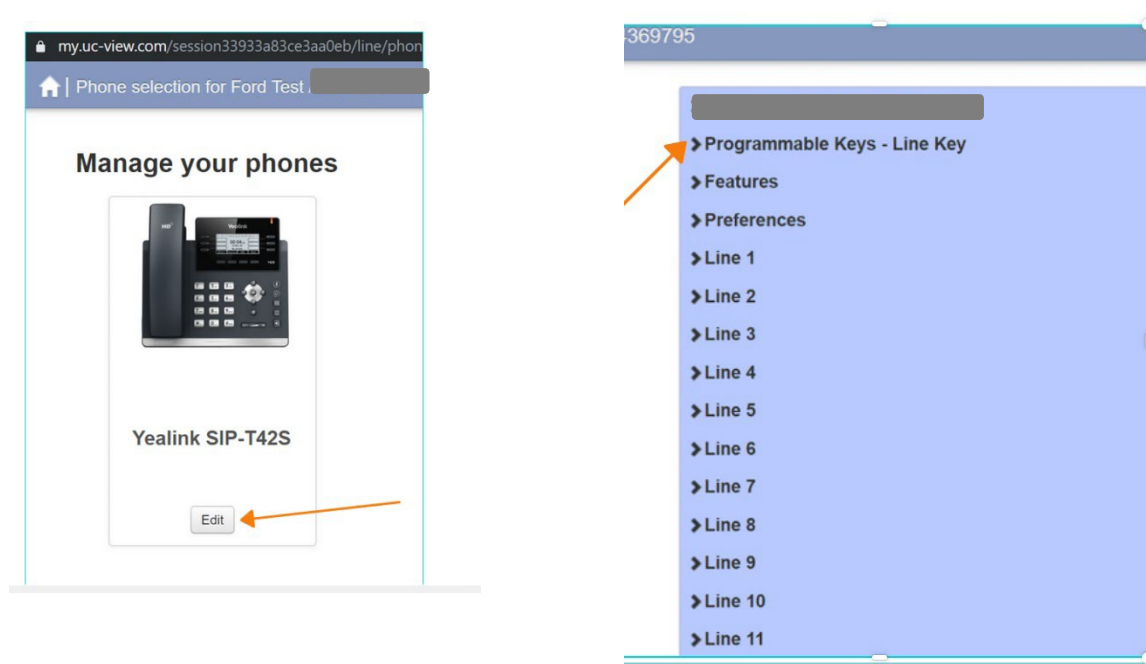 my.uc-view.com/session33933a83ce3aa0eb/line/phon
Phone selection for Ford Test
Manage your phones
Yealink SIP-T42S
Edit
369795
Programmable Keys - Line Key
Features
Preferences
Line 1
Line 2
Line 3
Line 4
Line 5
Line 6
Line 7
Line 8
Line 9
Line 10
Line 11